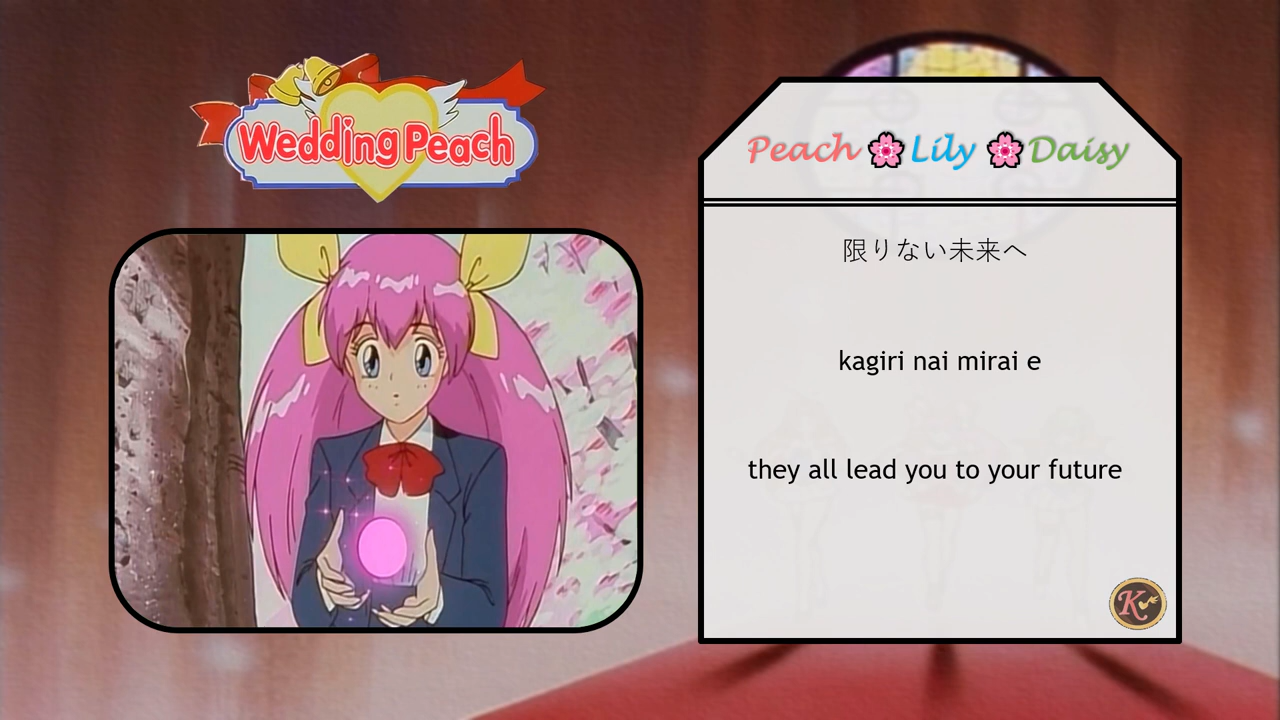 Wedding Peach
Peach 🌸 Lily 🌸 Daisy
限りない未来へ
kagiri nai mirai e
they all lead you to your future
K